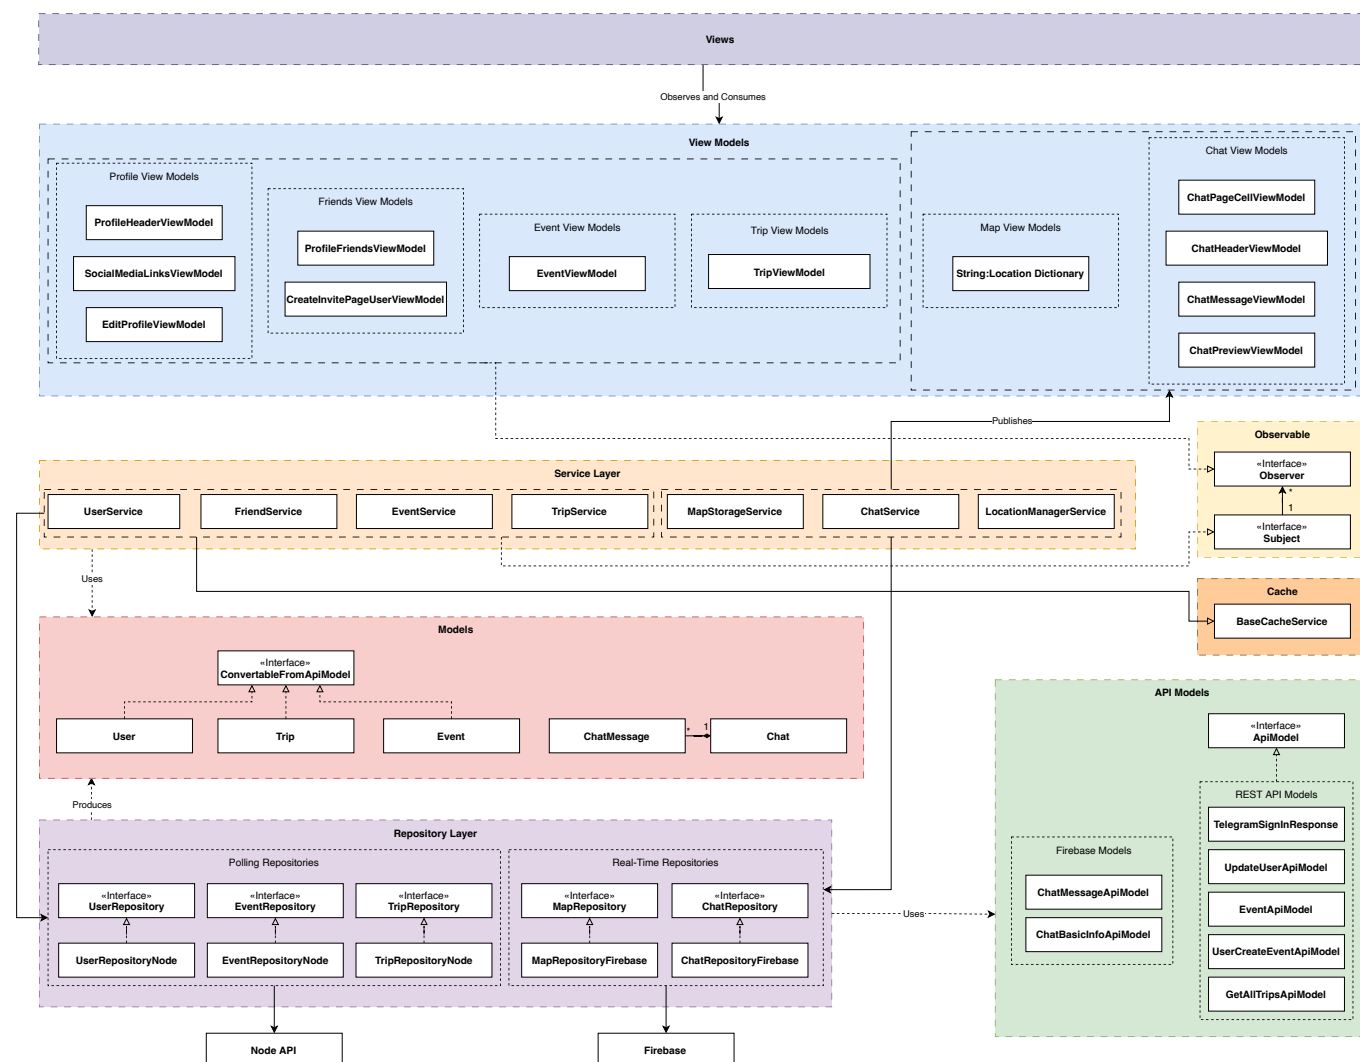 Views
Observes and Consumes
View Models
Profile View Models
ProfileHeaderViewModel
SocialMediaLinksViewModel
EditProfileViewModel
Friends View Models
ProfileFriendsViewModel
CreateInvitePageUserViewModel
Event View Models
EventViewModel
Trip View Models
TripViewModel
Map View Models
String:Location Dictionary
Chat View Models
ChatPageCellViewModel
ChatHeaderViewModel
ChatMessageViewModel
ChatPreviewViewModel
Publishes
Observable
«Interface»
Observer
*
1
«Interface»
Subject
Service Layer
UserService
FriendService
EventService
TripService
MapStorageService
ChatService
LocationManagerService
Uses
Cache
BaseCacheService
Models
«Interface»
ConvertableFromApiModel
User
Trip
Event
ChatMessage
*
1
Chat
Produces
API Models
«Interface»
ApiModel
REST API Models
TelegramSignInResponse
UpdateUserApiModel
EventApiModel
UserCreateEventApiModel
GetAllTripsApiModel
Firebase Models
ChatMessageApiModel
ChatBasicInfoApiModel
Repository Layer
Polling Repositories
«Interface»
UserRepository
«Interface»
EventRepository
«Interface»
TripRepository
UserRepositoryNode
EventRepositoryNode
TripRepositoryNode
Real-Time Repositories
«Interface»
MapRepository
«Interface»
ChatRepository
MapRepositoryFirebase
ChatRepositoryFirebase
Uses
Node API
Firebase